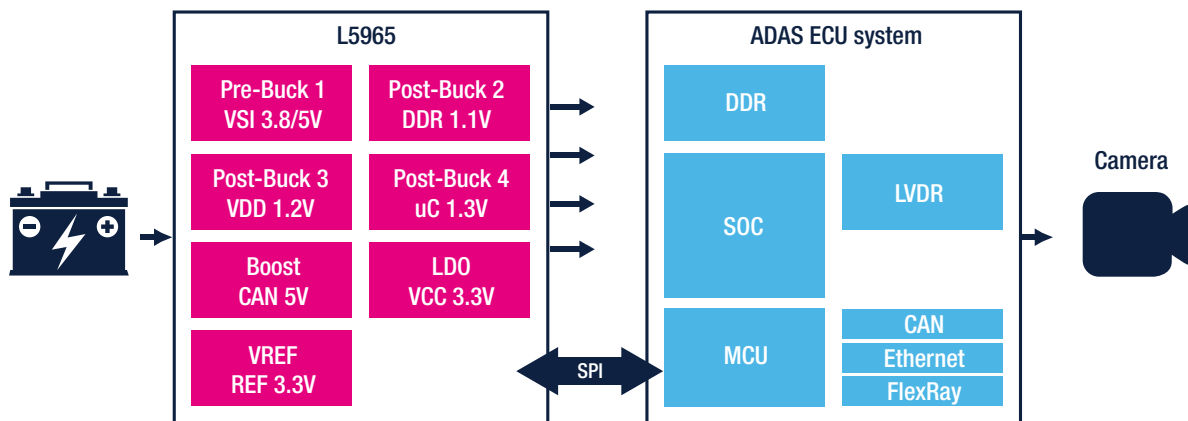 L5965
Pre-Buck 1
VSI 3.8/5V
Post-Buck 2
DDR 1.1V
Post-Buck 3
VDD 1.2V
Post-Buck 4
uC 1.3V
Boost
CAN 5V
LDO
VCC 3.3V
VREF
REF 3.3V
SPI
ADAS ECU system
DDR
SOC
LVDR
MCU
CAN
Ethernet
FlexRay
Camera